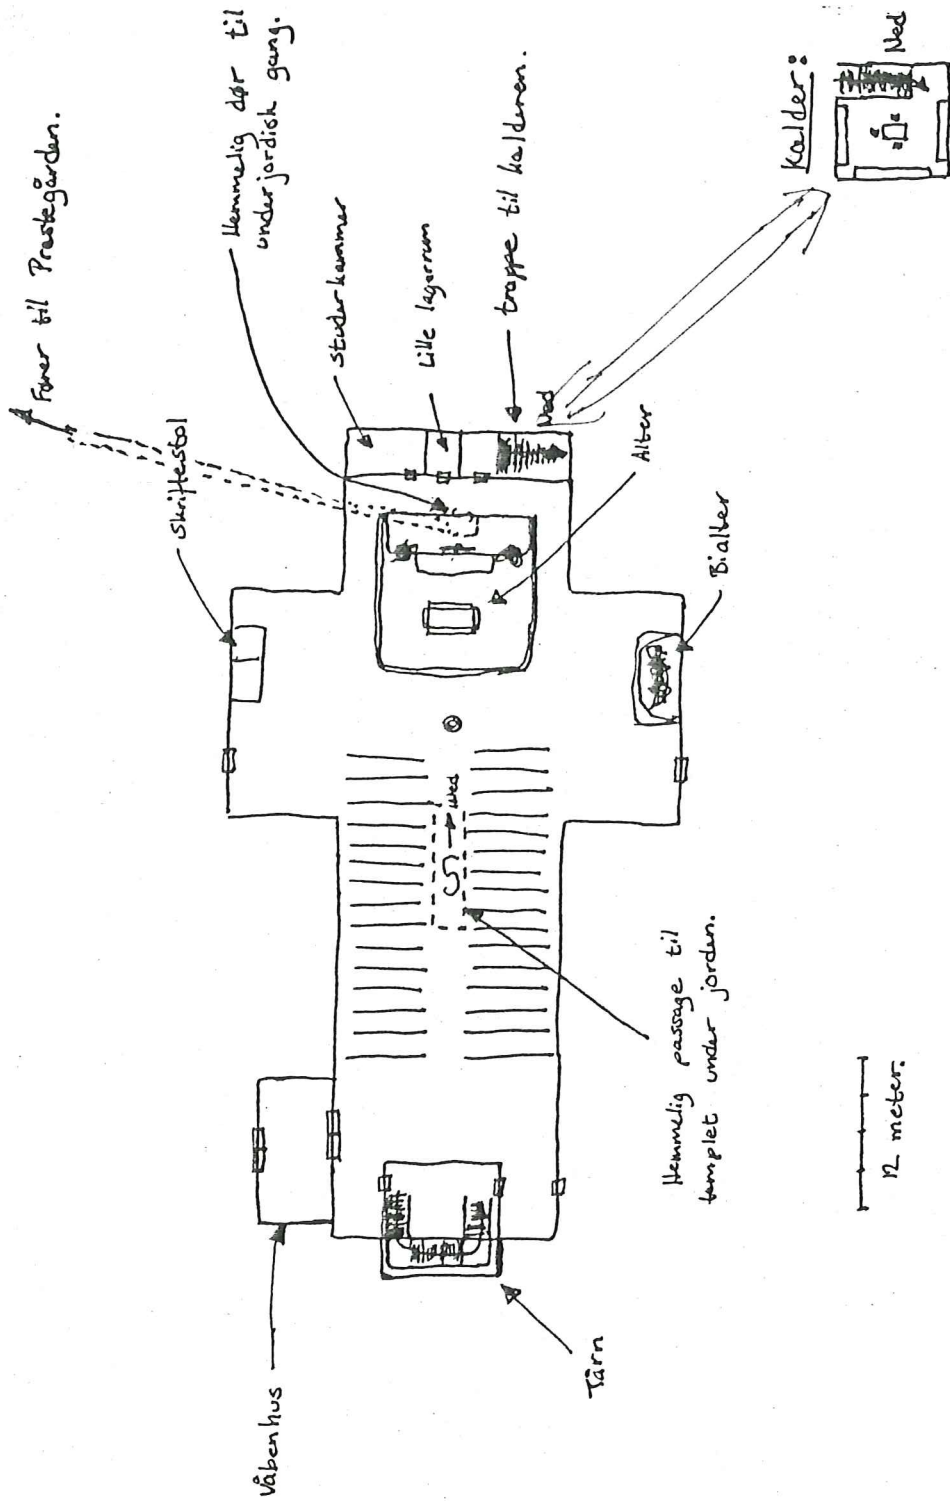 Fører til Præstegården.
Skriftestol
Hemmelig dør til
underjordisk gang.
Våbenhus
Studerkammer
Lille lagerrum
S
Ned
trappe til kælderen.
Ned
Tårn
Alter
Hemmelig passage til
templet under jorden.
Bialter
Kælder:
12 meter.
Ned